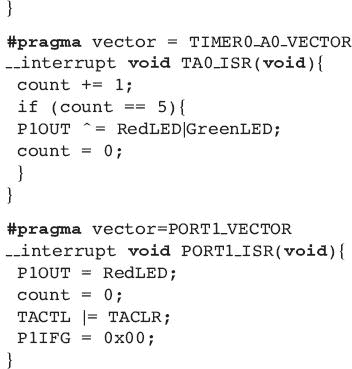 }
#pragma vector = TIMER0_A0_VECTOR
__interrupt void TA0_ISR(void){
count += 1;
if (count == 5){
P1OUT ^= RedLED|GreenLED;
count = 0;
}
}
#pragma vector=PORT1_VECTOR
__interrupt void PORT1_ISR(void){
P1OUT = RedLED;
count = 0;
TACTL |= TACLR;
P1IFG = 0x00;
}